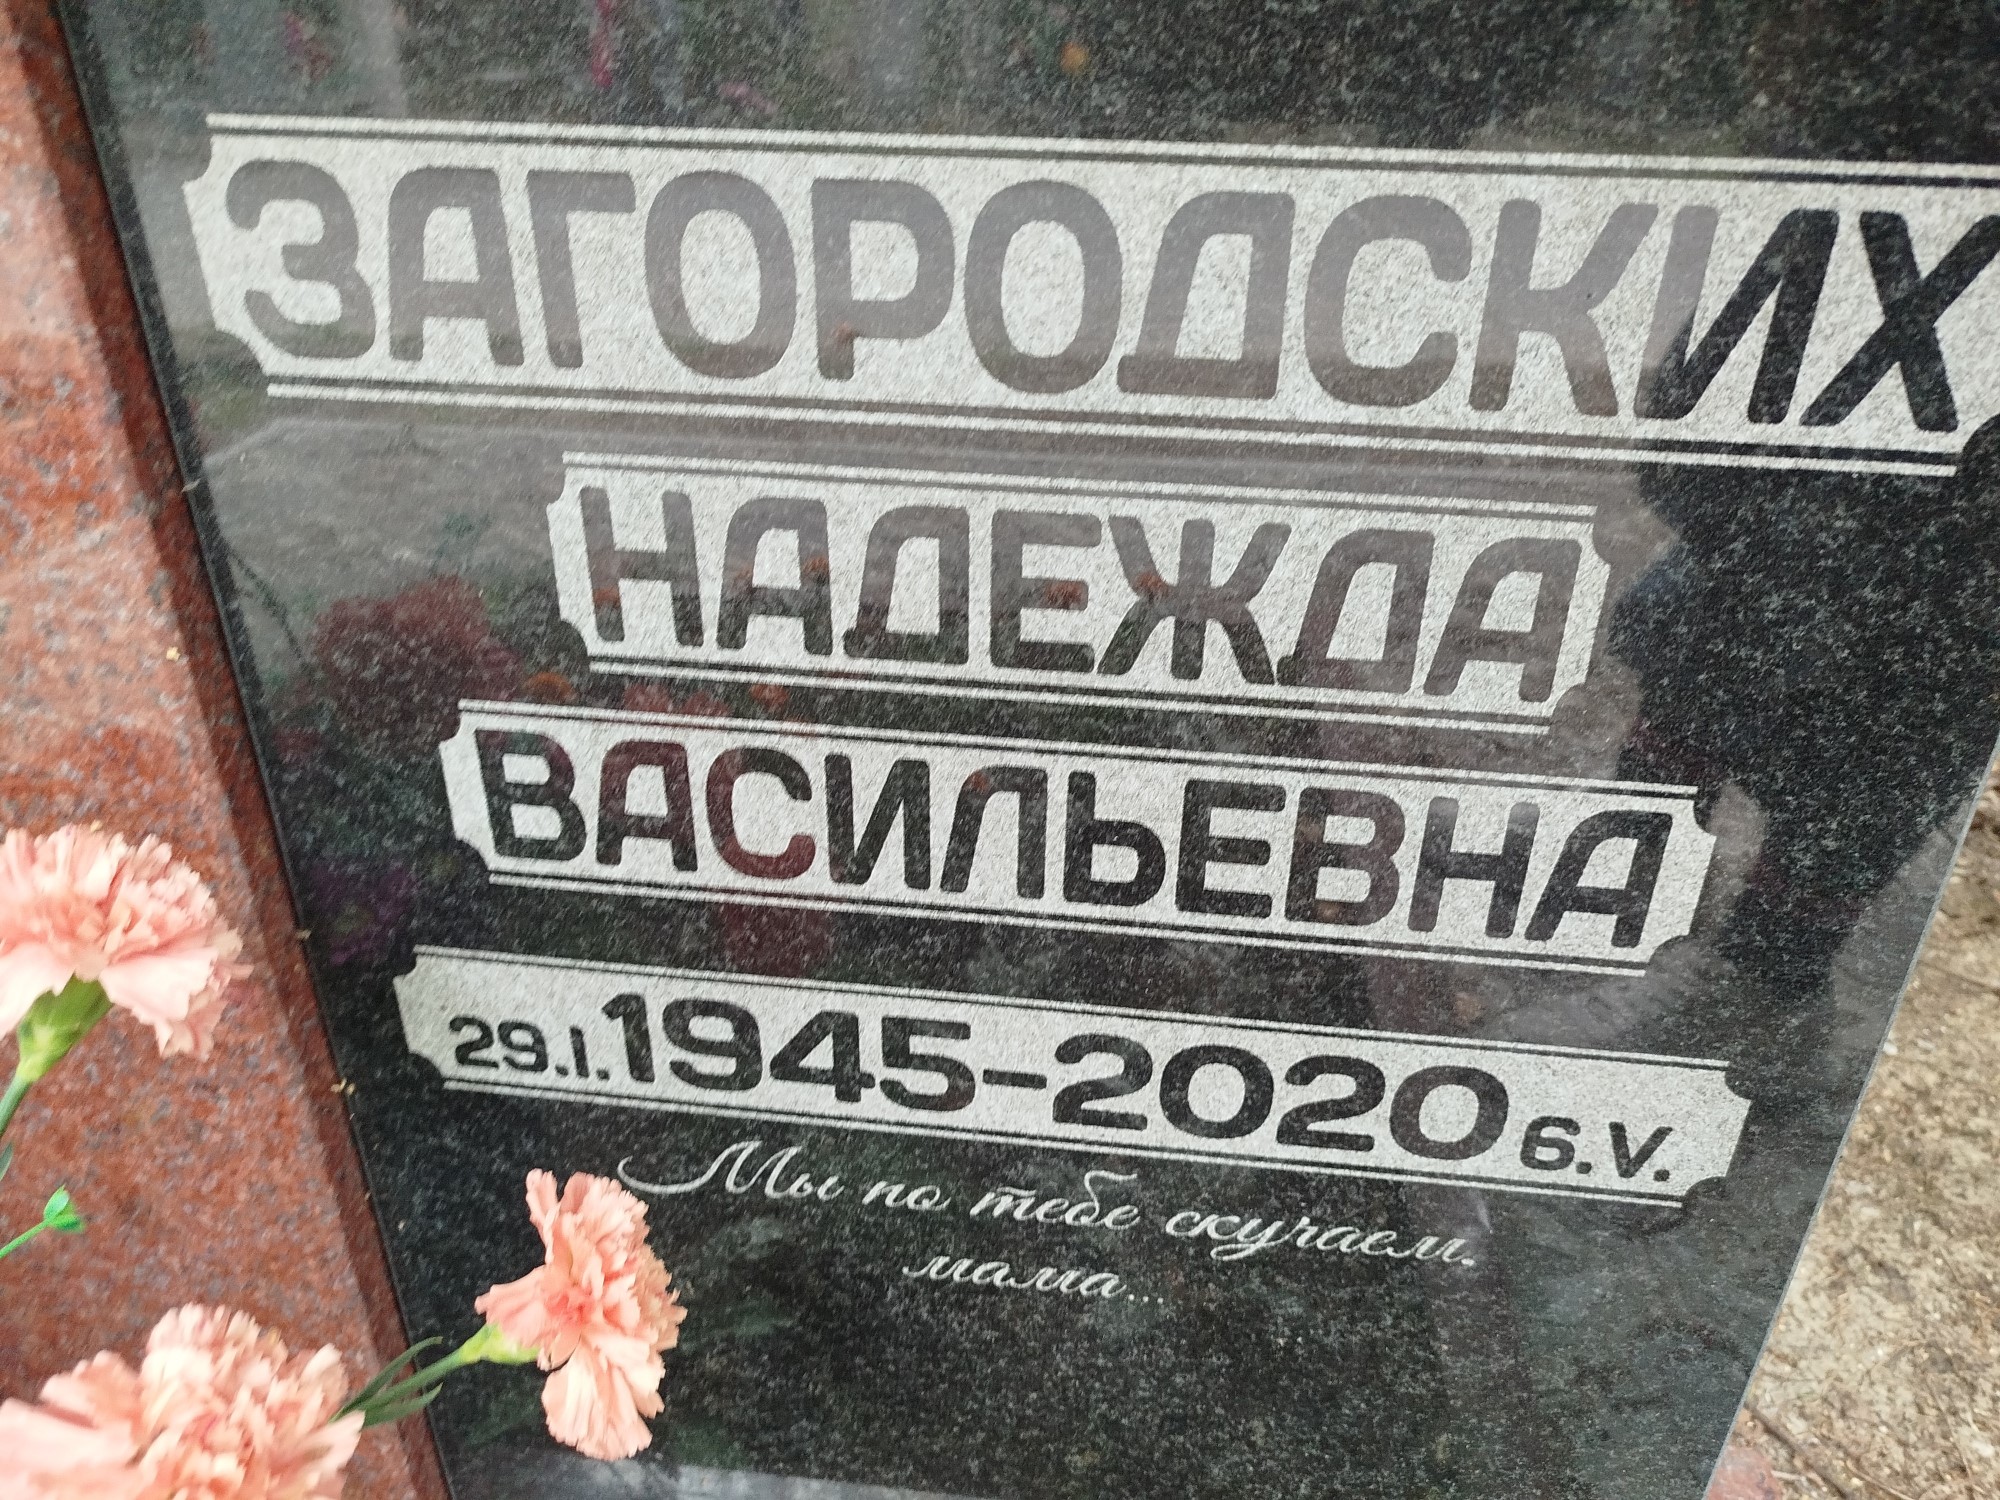 ЗАГОРОДСКИХ
НАДЕЖДА
ВАСИЛЬЕВНА
29.I.1945-2020 6.V.
Мы по тебе скучаем.
мама...